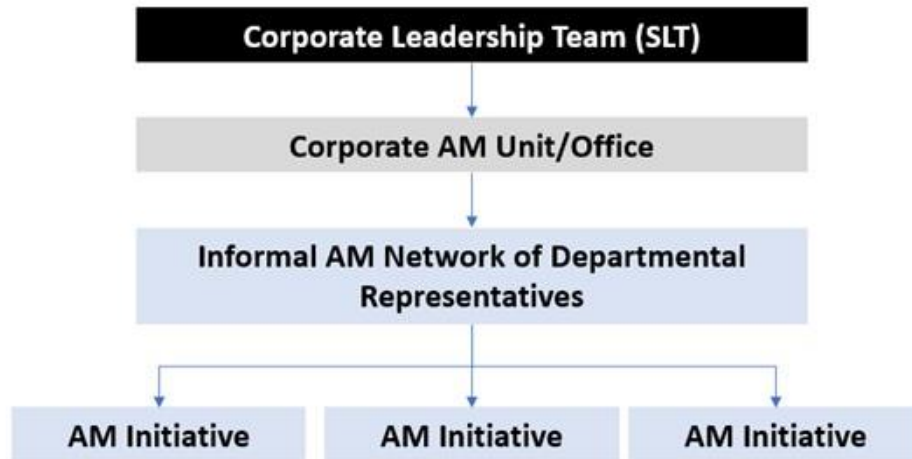 Corporate Leadership Team (SLT)
Corporate AM Unit/Office
Informal AM Network of Departmental
Representatives
AM Initiative
AM Initiative
AM Initiative